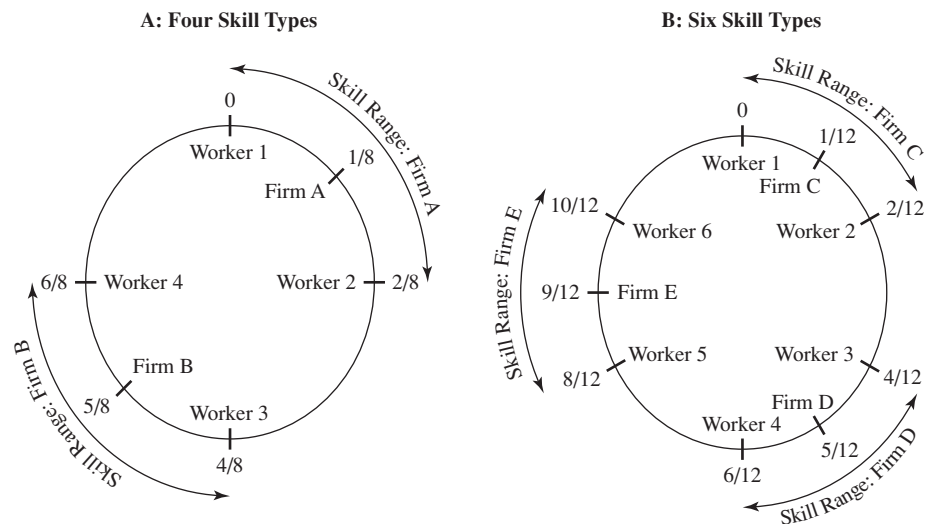 A: Four Skill Types
0
Worker 1
1/8
Firm A
Skill Range: Firm A
6/8
Worker 4
Worker 2
2/8
Firm B
5/8
Worker 3
4/8
Skill Range: Firm B
B: Six Skill Types
0
Worker 1
1/12
Firm C
Skill Range: Firm C
10/12
Worker 6
Worker 2
2/12
9/12
Firm E
Skill Range: Firm E
Worker 5
8/12
Worker 3
4/12
Firm D
Worker 4
5/12
6/12
Skill Range: Firm D